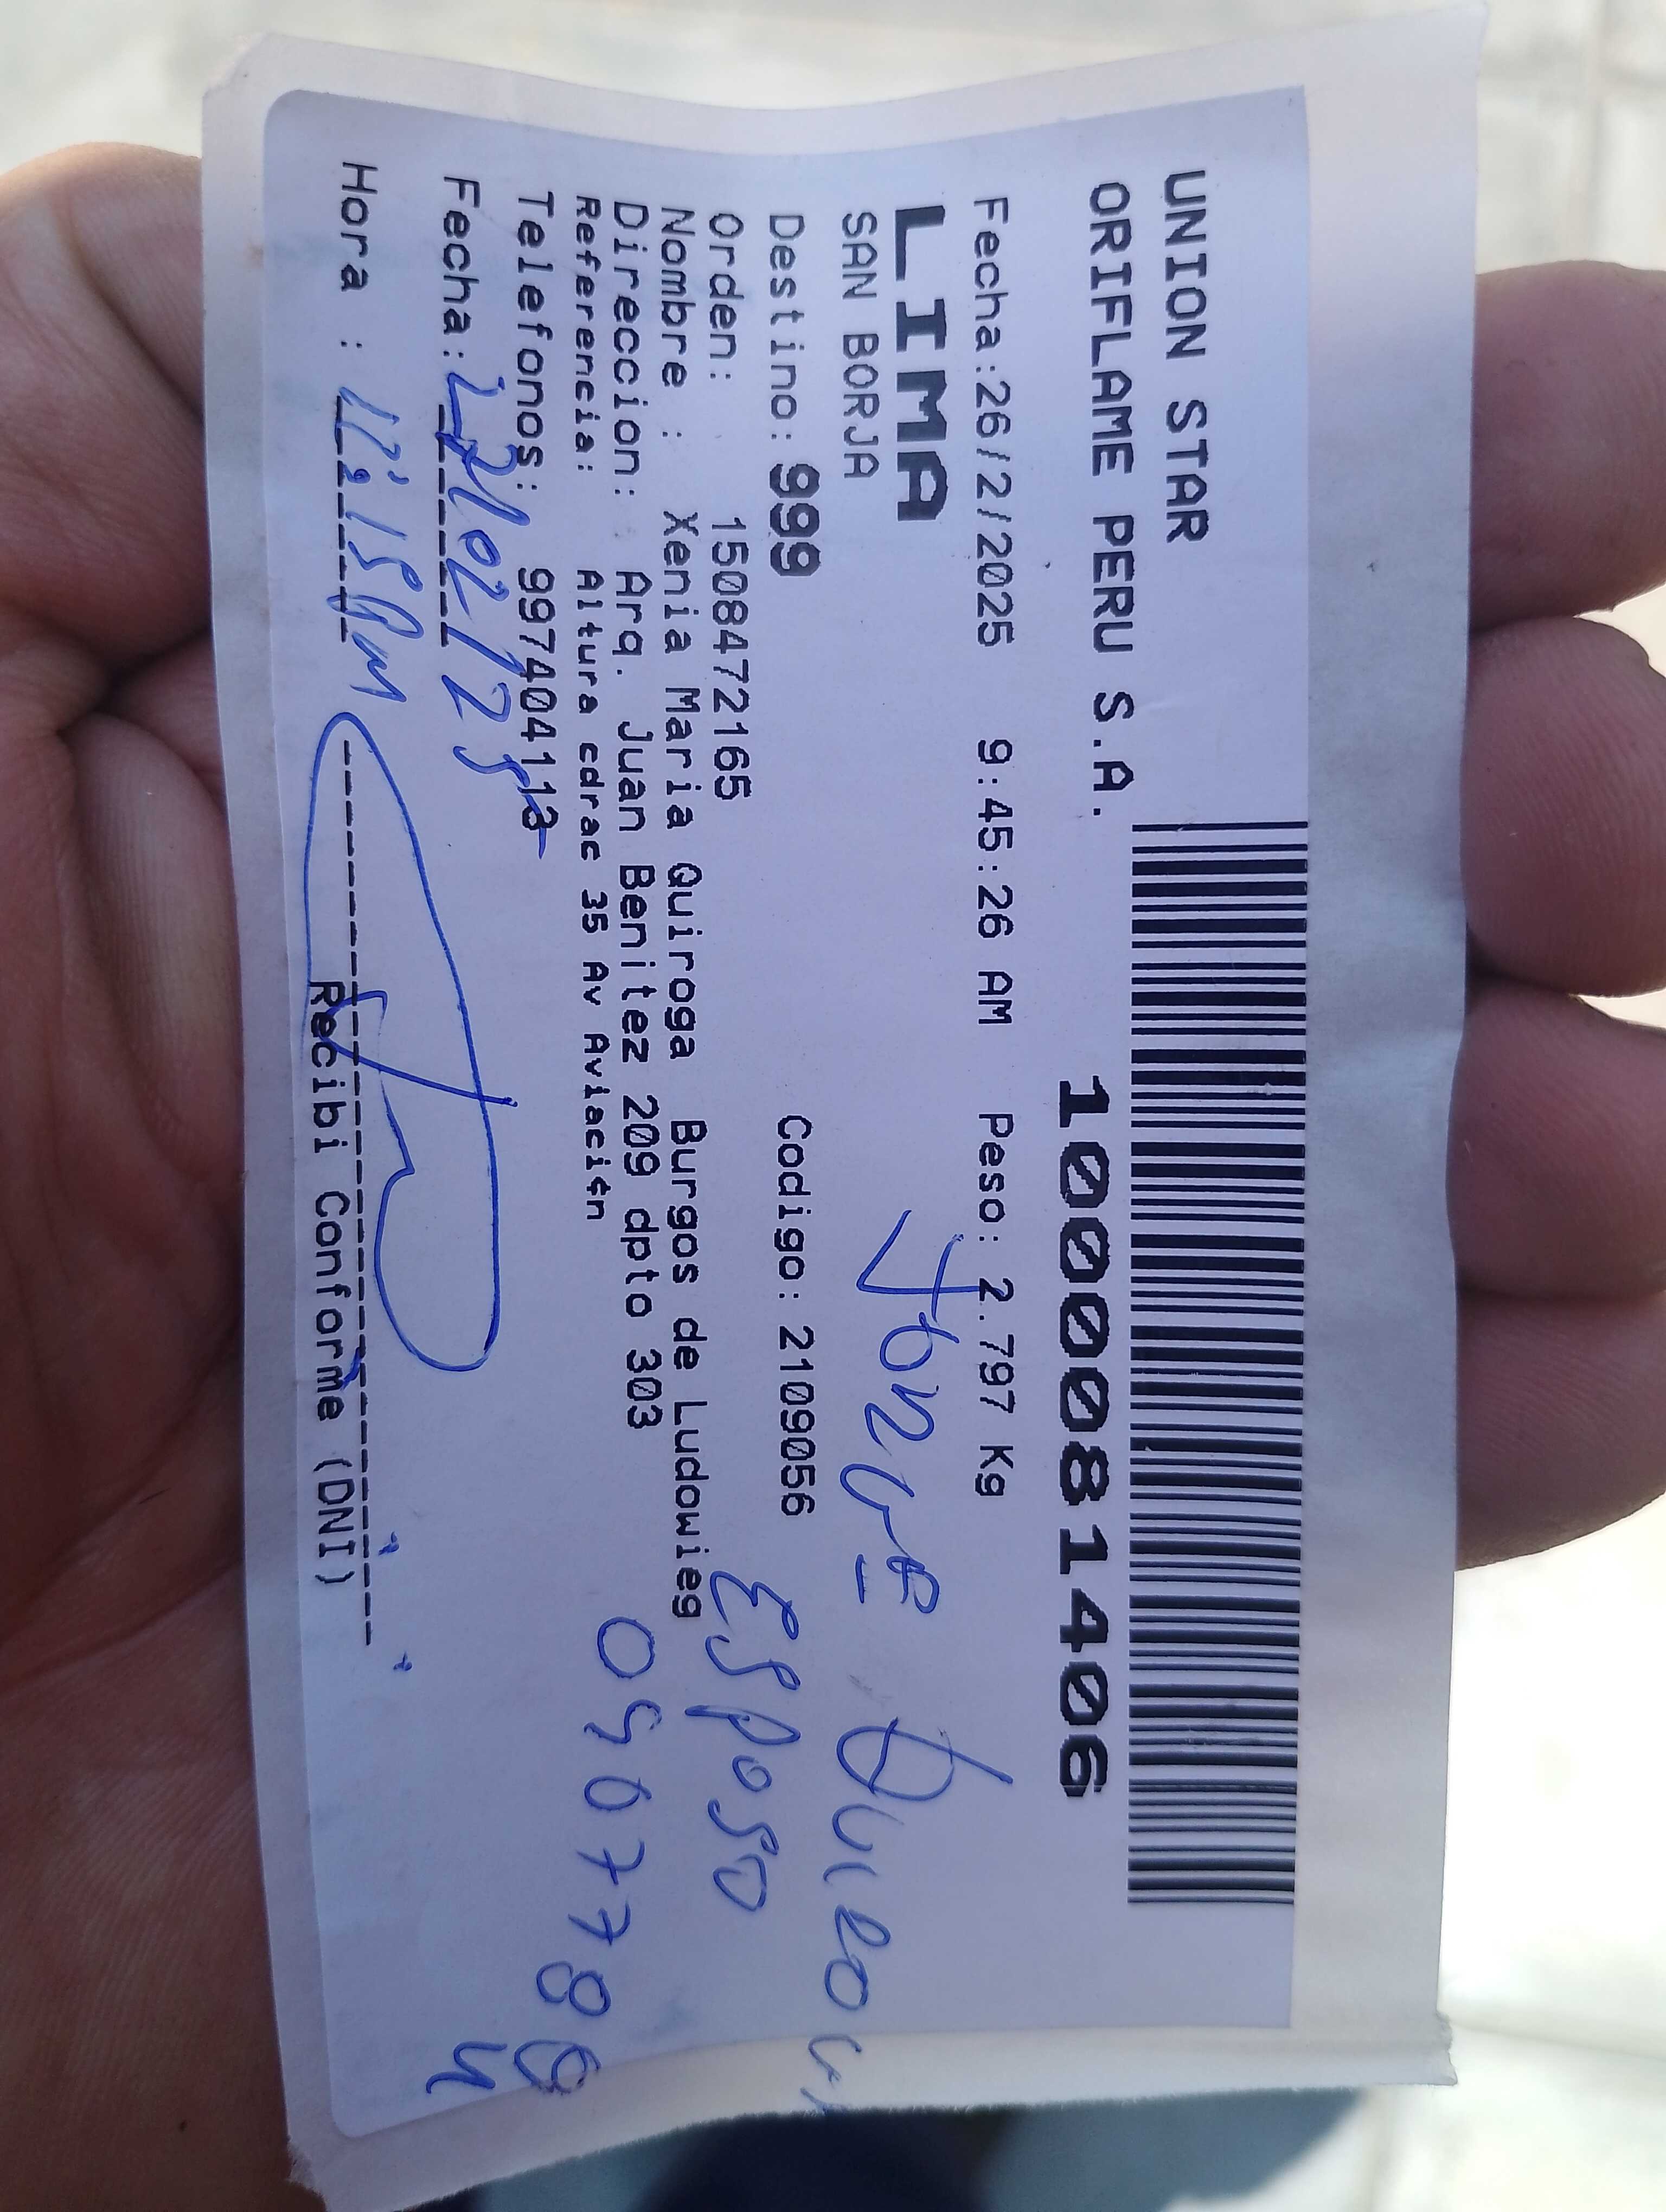 UNION STAR
ORIFLAME PERU S.A.
1000081406
Fecha:26/2/2025 9:45:26 AM Peso: 2.797 Kg
LIMA
SAN BORJA
Destino: 999 Codigo: 2109056
Orden: 1508472165
Esposo
Nombre : Xenia Maria Quiroga Burgos de Ludowieg
Direccion: Arq. Juan Benitez 209 dpto 303
Referencia: Altura cdrac 35 Av Aviaci¢n
Telefonos: 997404113
Fecha:
Hora :
Recibi Conforme (DNI)